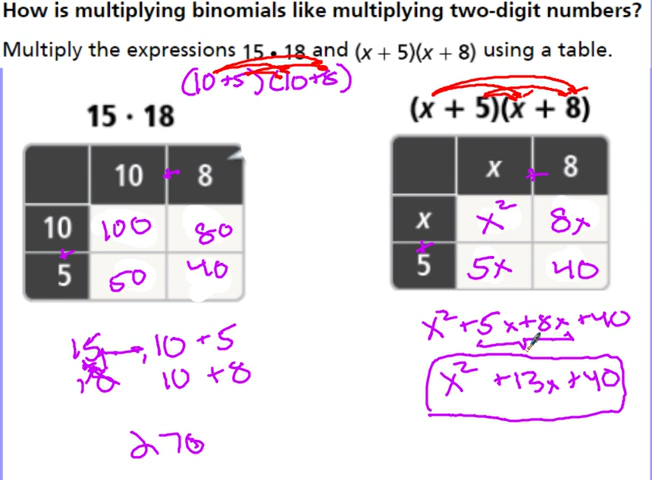 How is multiplying binomials like multiplying two-digit numbers?
Multiply the expressions 15 • 18 and (x + 5)(x + 8) using a table.
(10+5)(10+8)
15 · 18
10 + 8
10 100 80
+
5 50 40
15 10 + 5
18 10 + 8
270
(x + 5)(x + 8)
x + 8
x x² 8x
+
5 5x 40
x² + 5x + 8x + 40
x² + 13x + 40